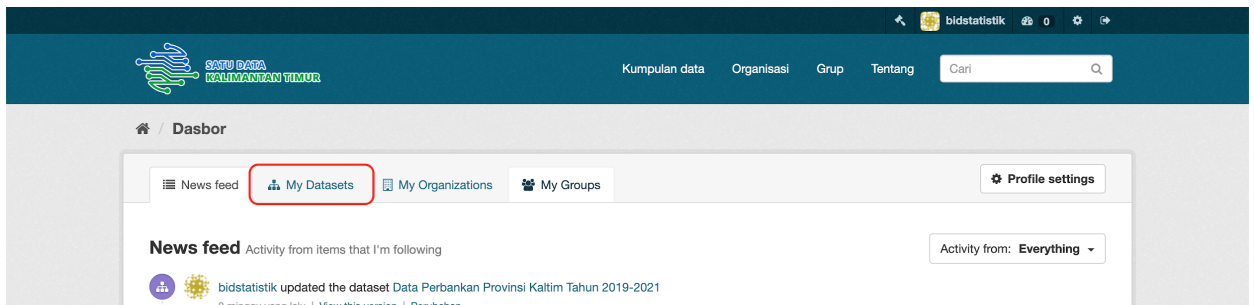 bidstatistik 0
SATU DATA
KALIMANTAN TIMUR
Kumpulan data Organisasi Grup Tentang Cari
/ Dasbor
News feed My Datasets My Organizations My Groups Profile settings
News feed Activity from items that I'm following Activity from: Everything
bidstatistik updated the dataset Data Perbankan Provinsi Kaltim Tahun 2019-2021